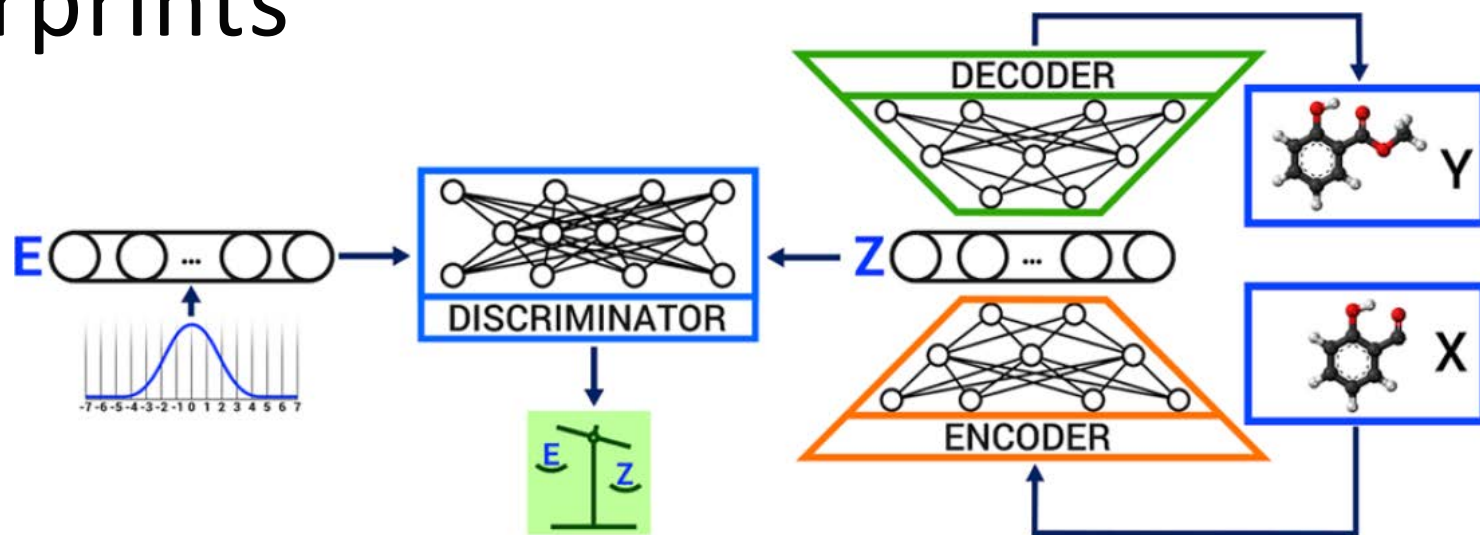 rprints
DECODER
Y
E ...
DISCRIMINATOR
Z ...
-7 -6 -5 -4 -3 -2 -1 0 1 2 3 4 5 6 7
E
Z
ENCODER
X